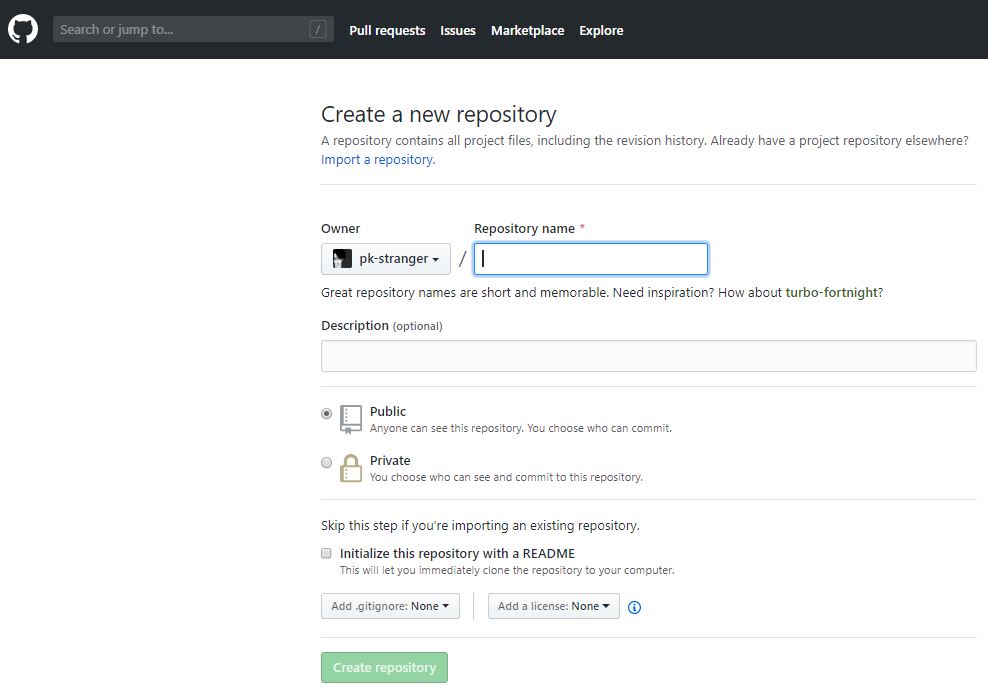 Search or jump to... /
Pull requests Issues Marketplace Explore
Create a new repository
A repository contains all project files, including the revision history. Already have a project repository elsewhere?
Import a repository.
Owner Repository name *
pk-stranger /
Great repository names are short and memorable. Need inspiration? How about turbo-fortnight?
Description (optional)
Public
Anyone can see this repository. You choose who can commit.
Private
You choose who can see and commit to this repository.
Skip this step if you’re importing an existing repository.
Initialize this repository with a README
This will let you immediately clone the repository to your computer.
Add .gitignore: None Add a license: None
Create repository